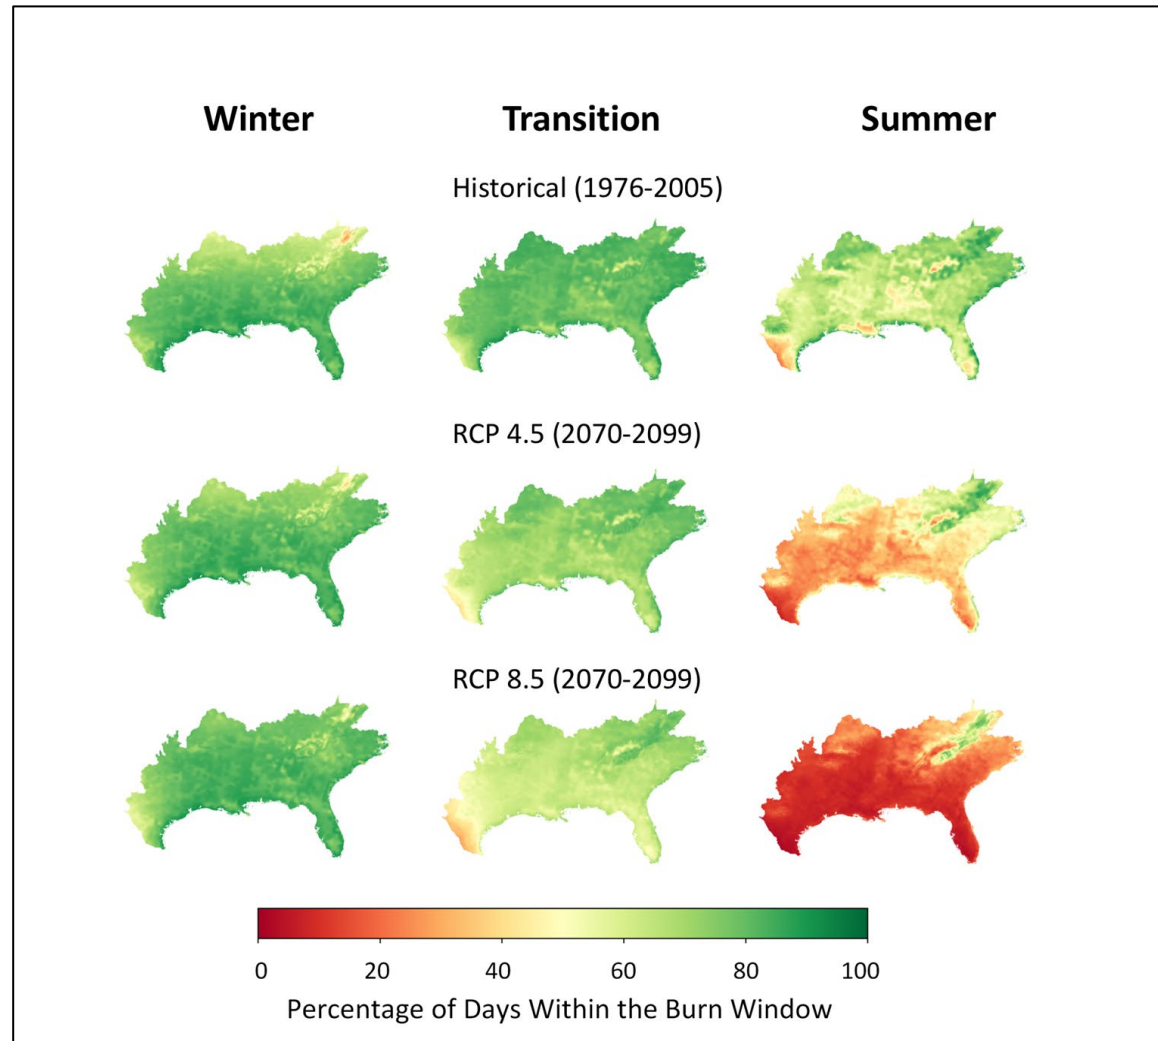 Winter Transition Summer
Historical (1976-2005)
RCP 4.5 (2070-2099)
RCP 8.5 (2070-2099)
0 20 40 60 80 100
Percentage of Days Within the Burn Window